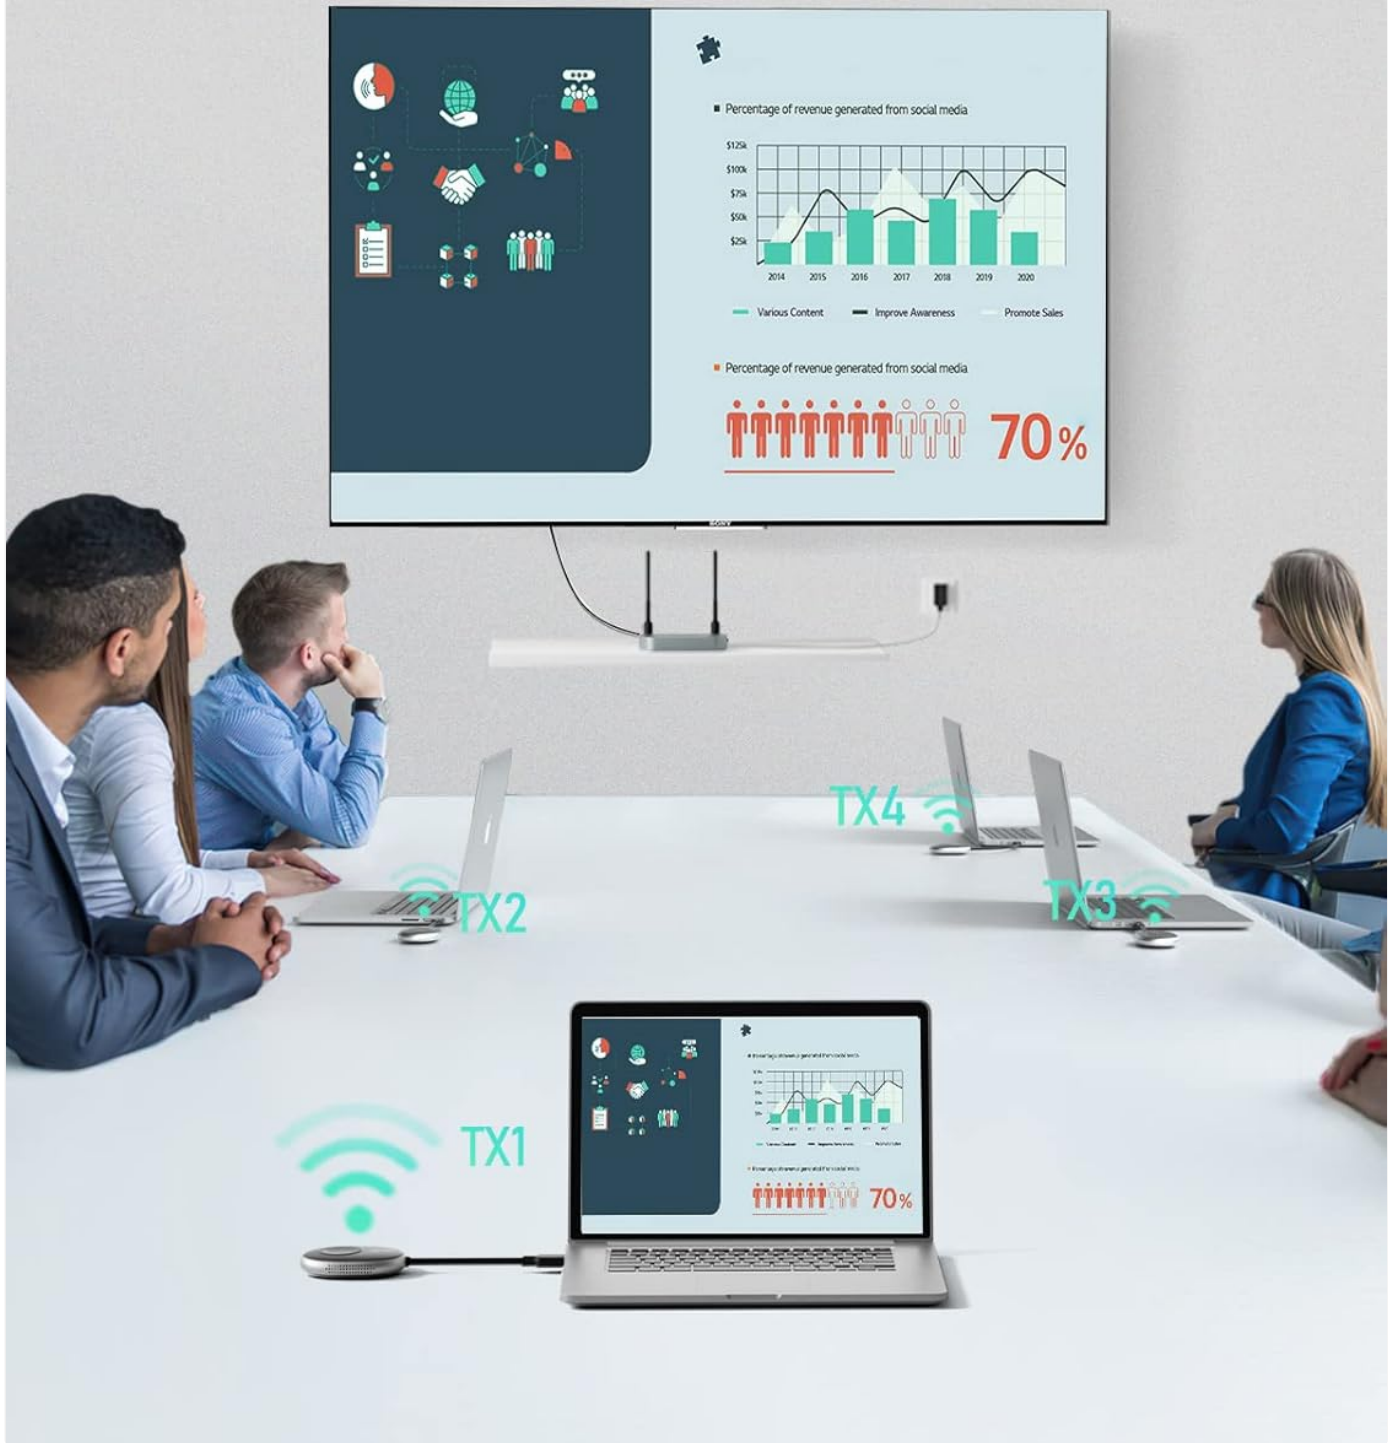 Percentage of revenue generated from social media
$125k
$100k
$75k
$50k
$25k
2014 2015 2016 2017 2018 2019 2020
Various Content Improve Awareness Promote Sales
Percentage of revenue generated from social media
70%
SONY
TX4
TX2
TX3
TX1
70%